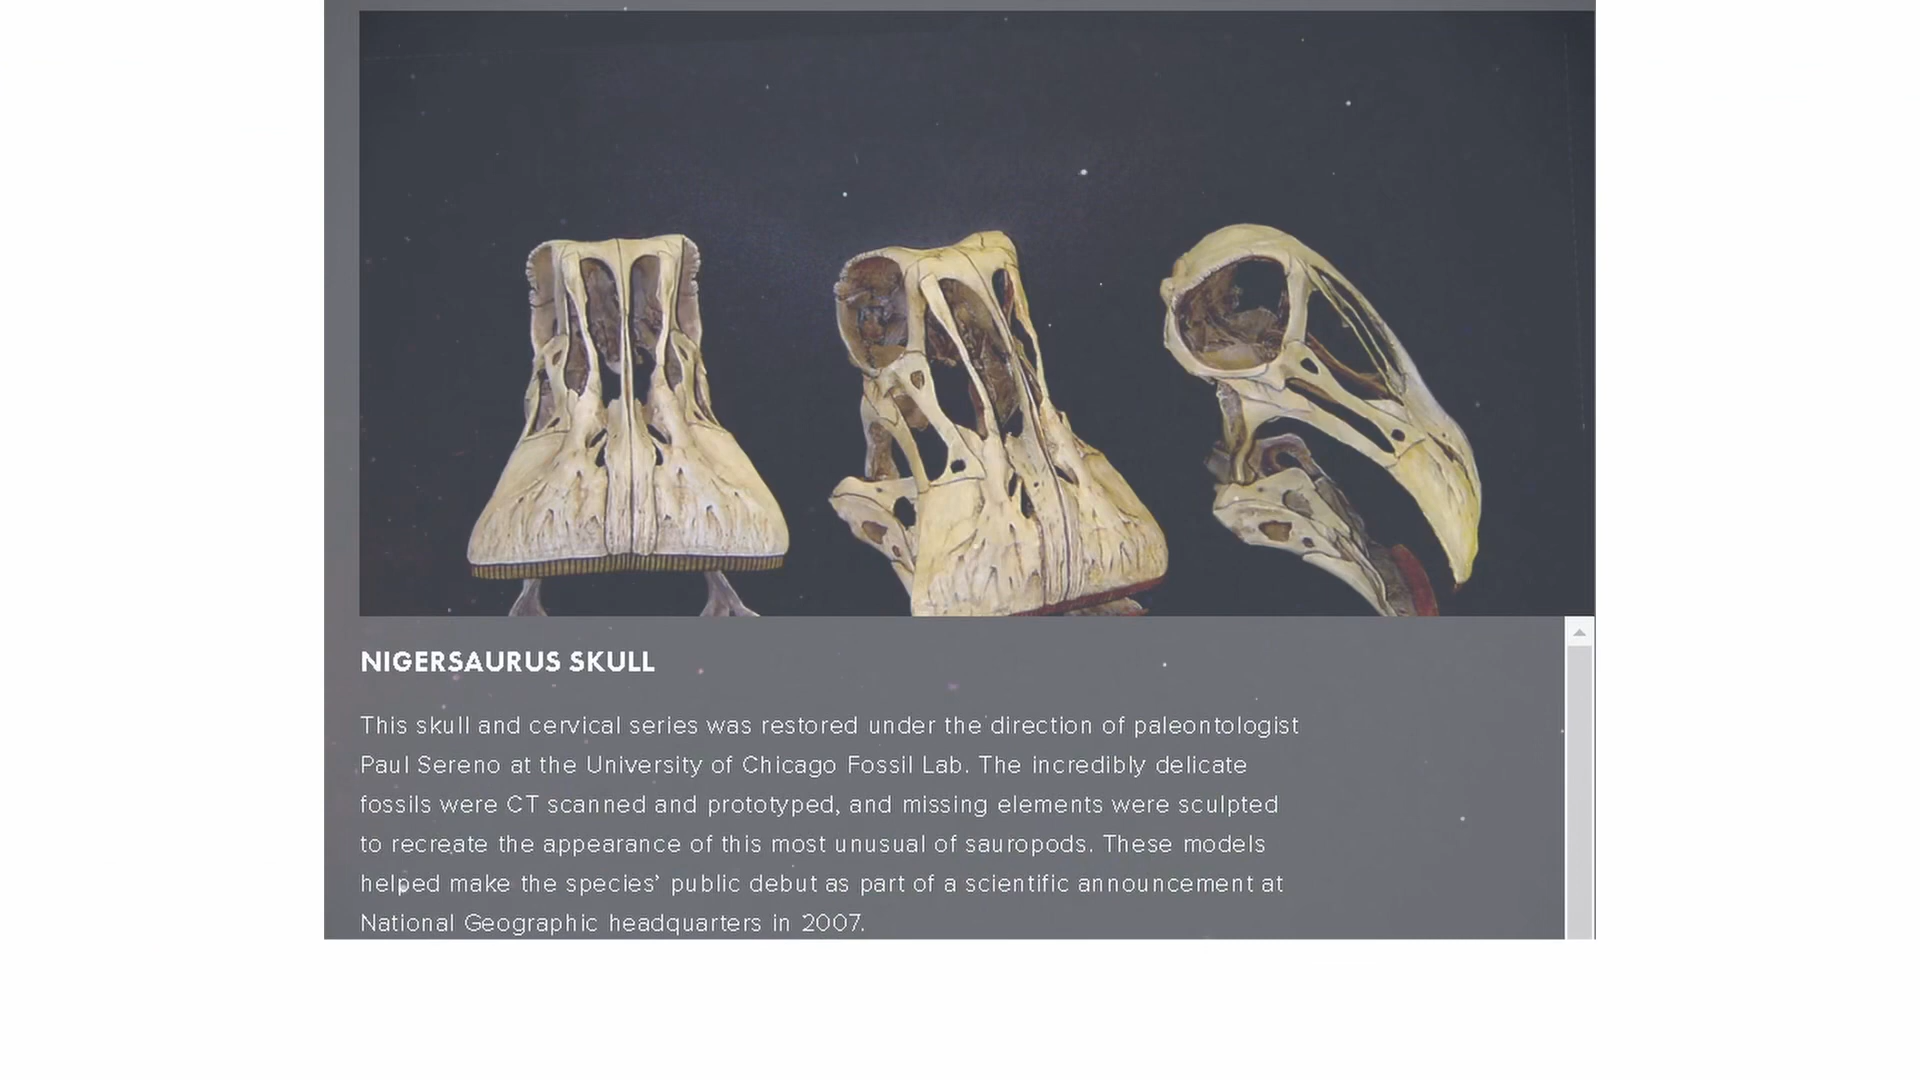 NIGERSAURUS SKULL
This skull and cervical series was restored under the direction of paleontologist
Paul Sereno at the University of Chicago Fossil Lab. The incredibly delicate
fossils were CT scanned and prototyped, and missing elements were sculpted
to recreate the appearance of this most unusual of sauropods. These models
helped make the species’ public debut as part of a scientific announcement at
National Geographic headquarters in 2007.